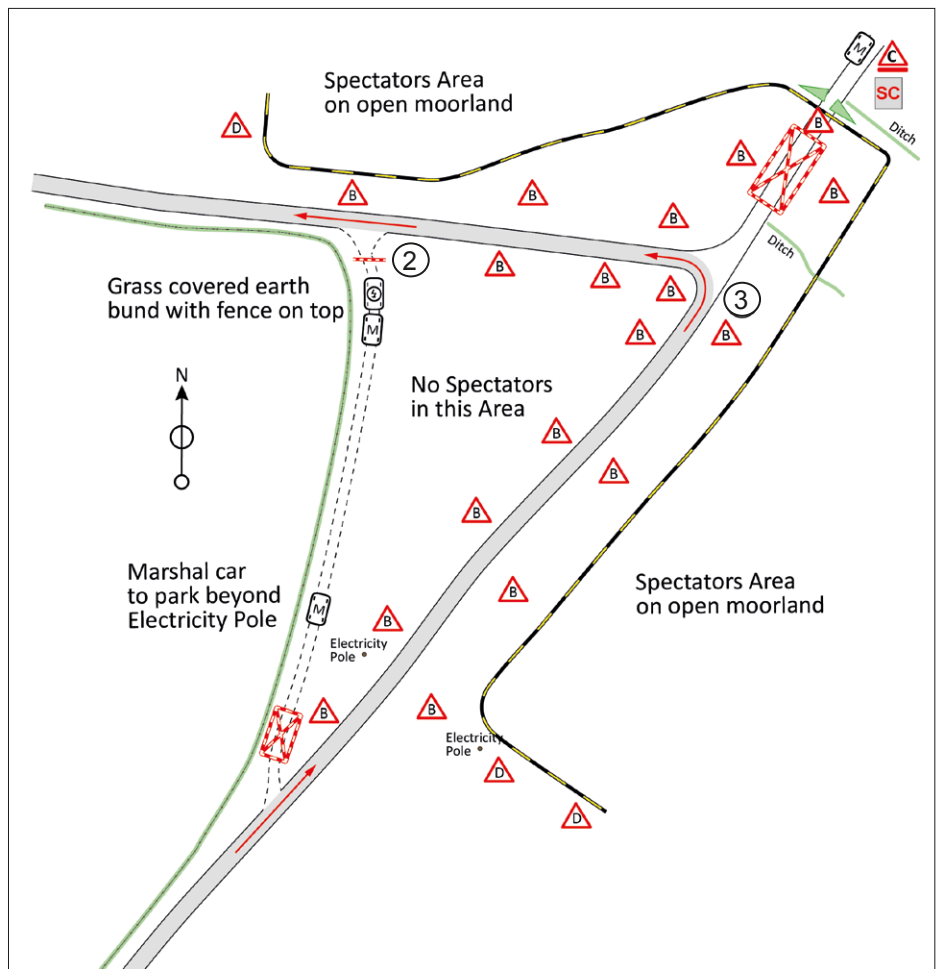 M
C
SC
Spectators Area
on open moorland
D
B
Ditch
B
B
B
B
B
Ditch
2
B
B
B
3
Grass covered earth
bund with fence on top
M
B
B
N
No Spectators
in this Area
B
B
B
Marshal car
to park beyond
Electricity Pole
M
B
B
Spectators Area
on open moorland
Electricity
Pole
B
B
Electricity
Pole
D
D